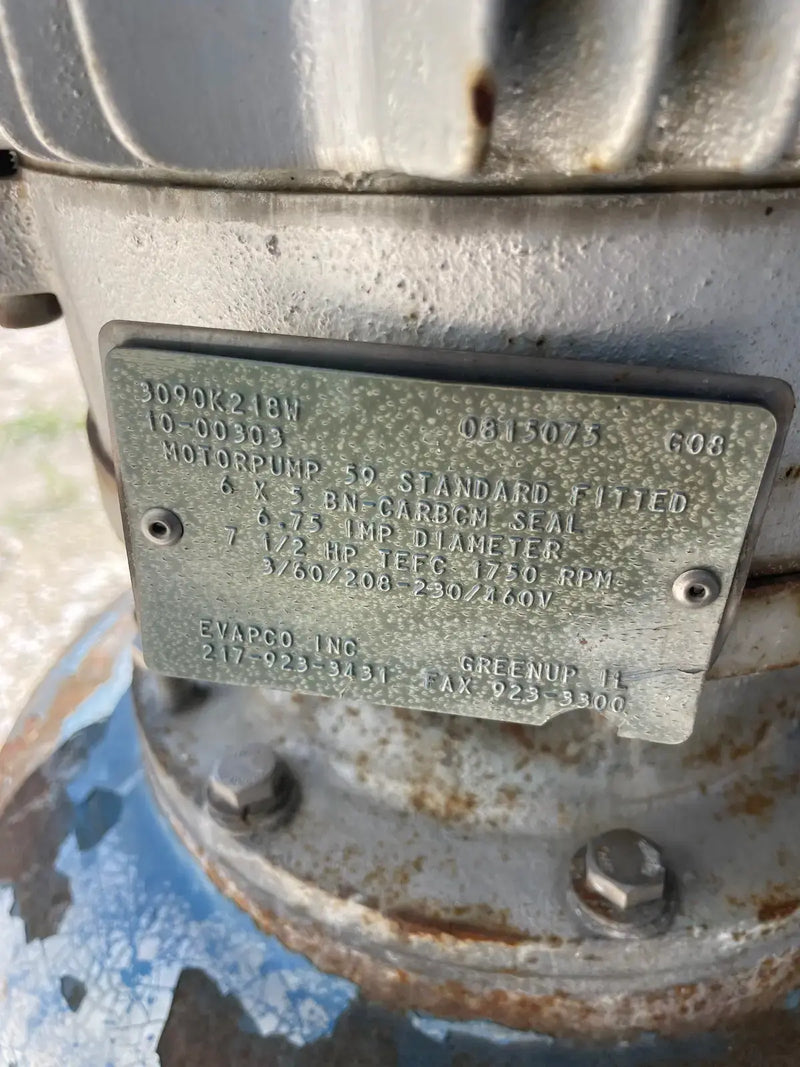 3090K218W
10-00303 0815075 G08
MOTORPUMP 59 STANDARD FITTED
6 X 5 BN-CARBCM SEAL
6.75 IMP DIAMETER
7 1/2 HP TEFC 1750 RPM
3/60/208-230/460V
EVAPCO INC GREENUP IL
217-923-3431 FAX 923-3300